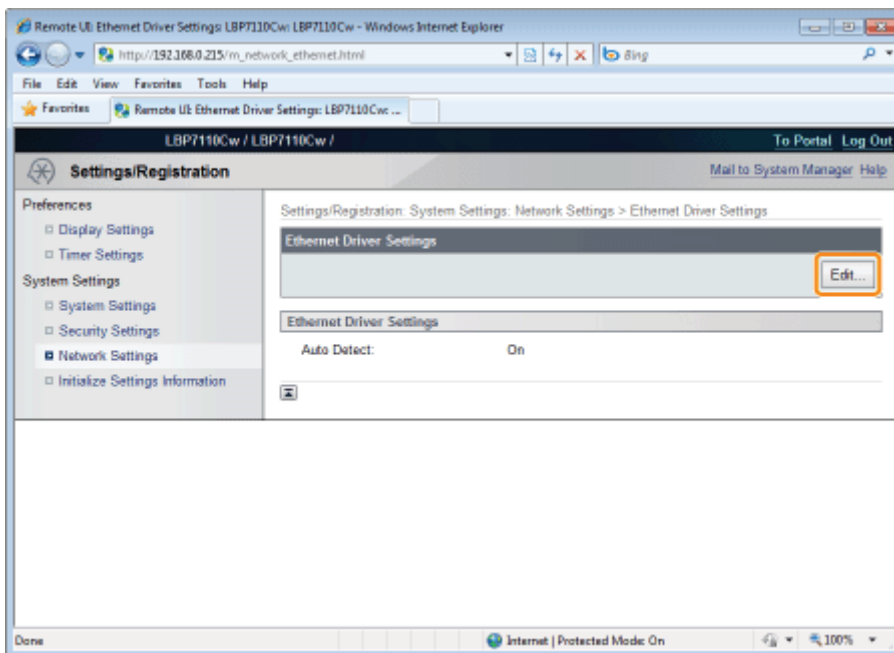 Remote UI: Ethernet Driver Settings: LBP7110Cw: LBP7110Cw - Windows Internet Explorer
http://192.168.0.215/m_network_ethernet.html
Bing
File Edit View Favorites Tools Help
Favorites
Remote UI: Ethernet Driver Settings: LBP7110Cw: ...
LBP7110Cw / LBP7110Cw /
To Portal Log Out
Settings/Registration
Mail to System Manager Help
Preferences
Display Settings
Timer Settings
System Settings
System Settings
Security Settings
Network Settings
Initialize Settings Information
Settings/Registration: System Settings: Network Settings > Ethernet Driver Settings
Ethernet Driver Settings
Edit...
Ethernet Driver Settings
Auto Detect: On
Done
Internet | Protected Mode: On
100%